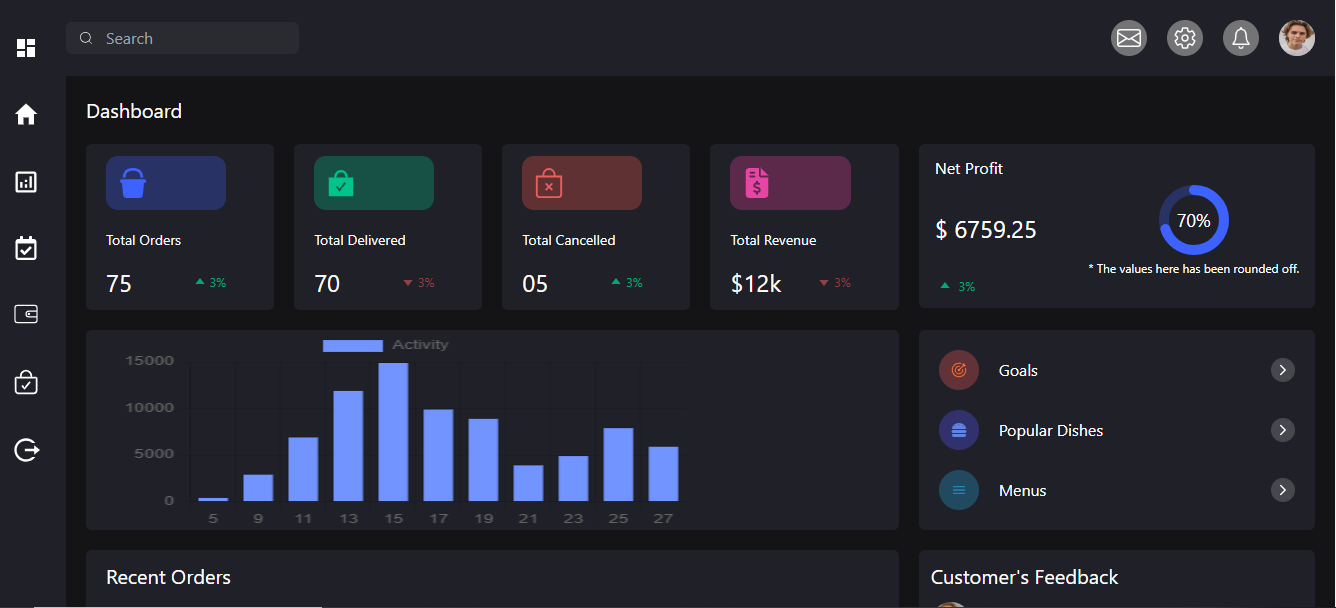 Search
Dashboard
Total Orders
75
3%
Total Delivered
70
3%
Total Cancelled
05
3%
Total Revenue
$12k
3%
Net Profit
$ 6759.25
70%
* The values here has been rounded off.
3%
Activity
15000
10000
5000
0
5 9 11 13 15 17 19 21 23 25 27
Goals
Popular Dishes
Menus
Recent Orders
Customer's Feedback